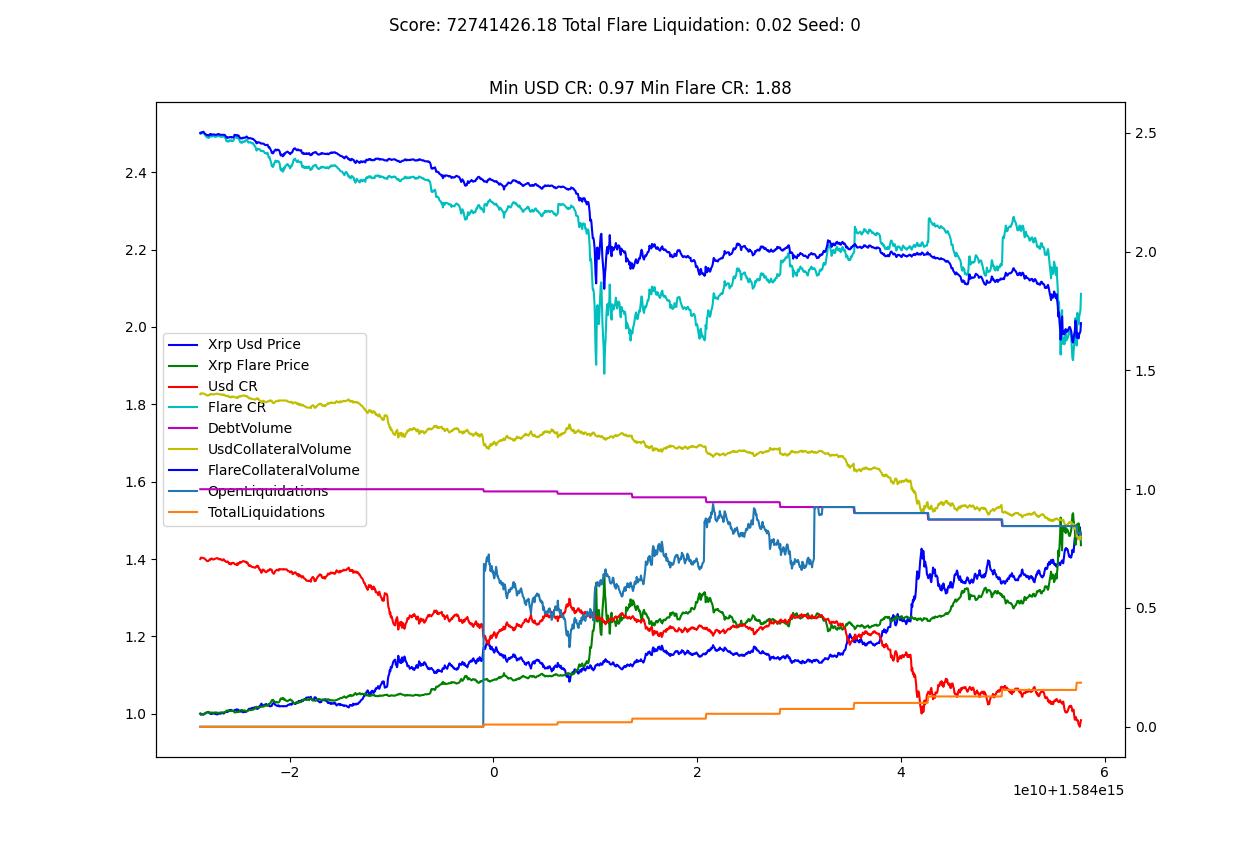 Score: 72741426.18 Total Flare Liquidation: 0.02 Seed: 0
Min USD CR: 0.97 Min Flare CR: 1.88
2.4
2.2
2.0
1.8
1.6
1.4
1.2
1.0
Xrp Usd Price
Xrp Flare Price
Usd CR
Flare CR
DebtVolume
UsdCollateralVolume
FlareCollateralVolume
OpenLiquidations
TotalLiquidations
2.5
2.0
1.5
1.0
0.5
0.0
−2 0 2 4 6
1e10+1.584e15